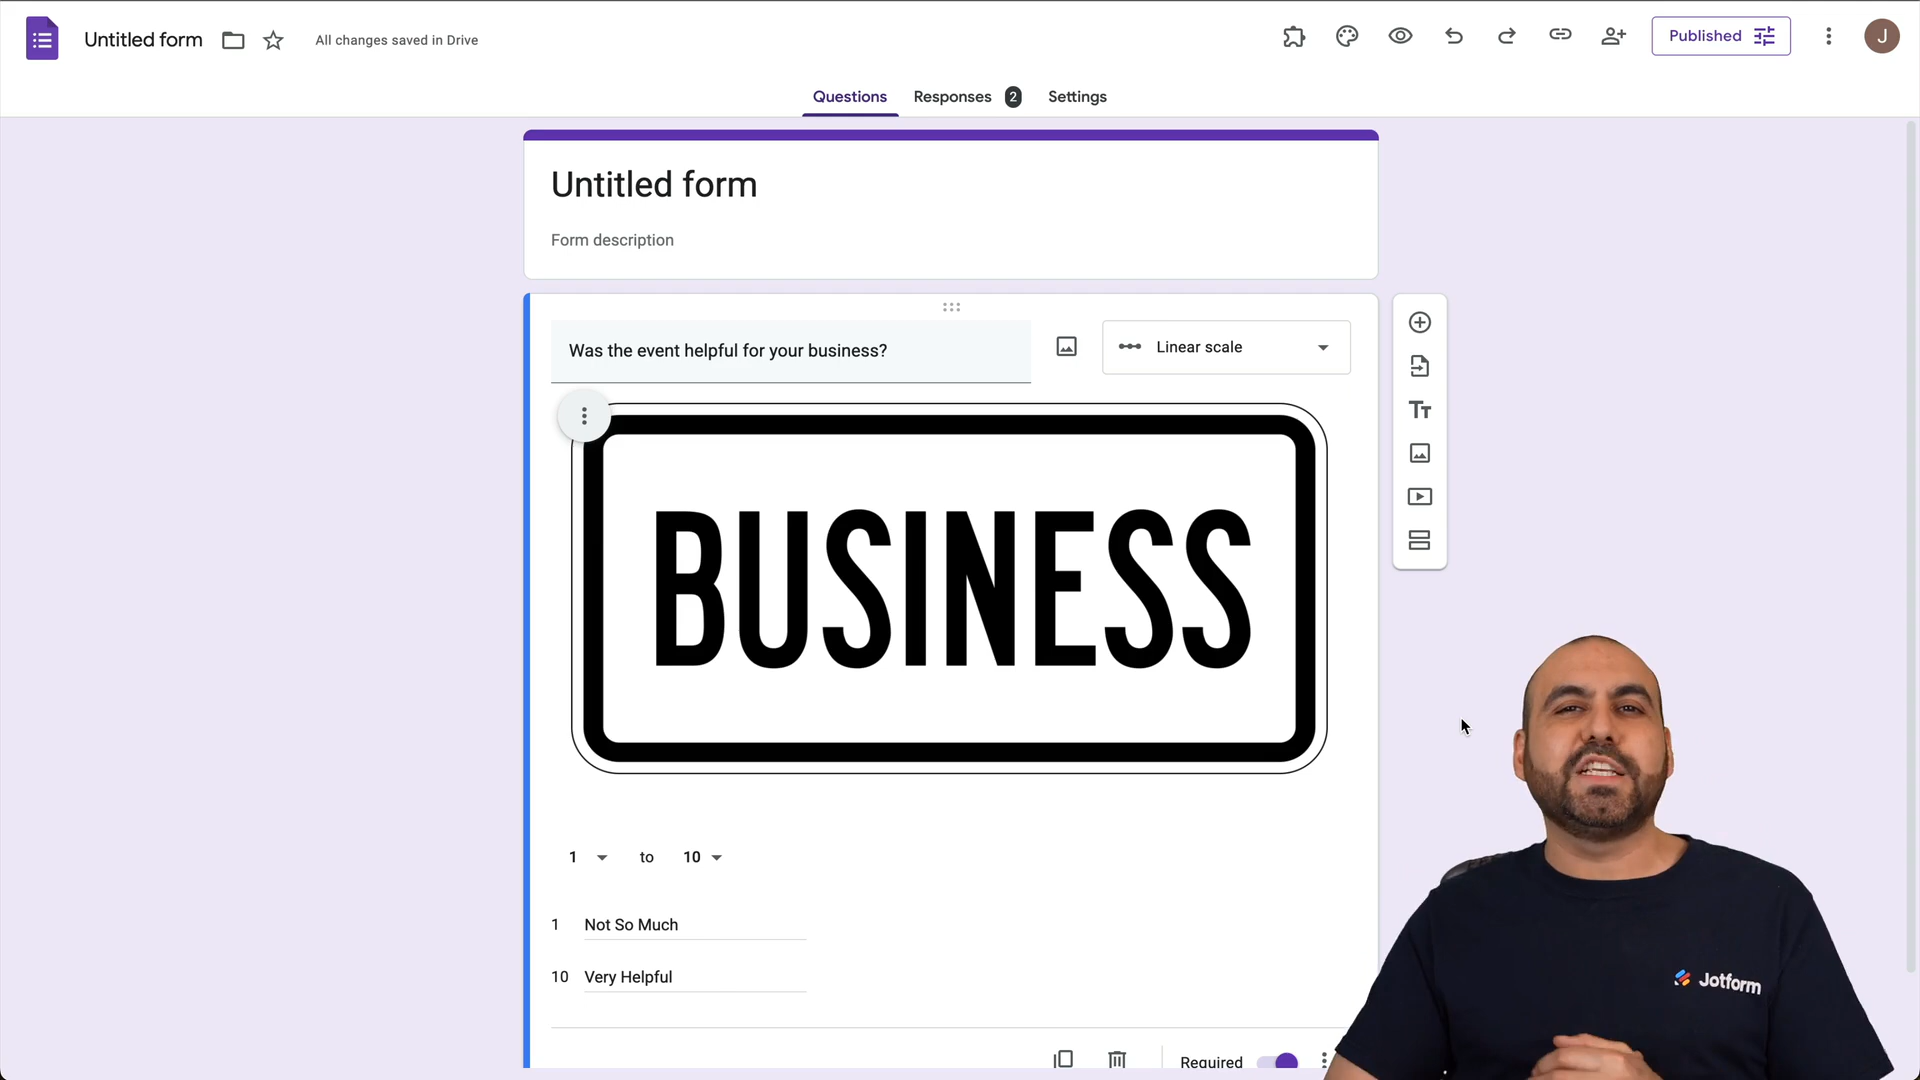 Untitled form
All changes saved in Drive
Published
J
Questions
Responses 2
Settings
Untitled form
Form description
Was the event helpful for your business?
Linear scale
BUSINESS
1 to 10
1 Not So Much
10 Very Helpful
Required
Jotform